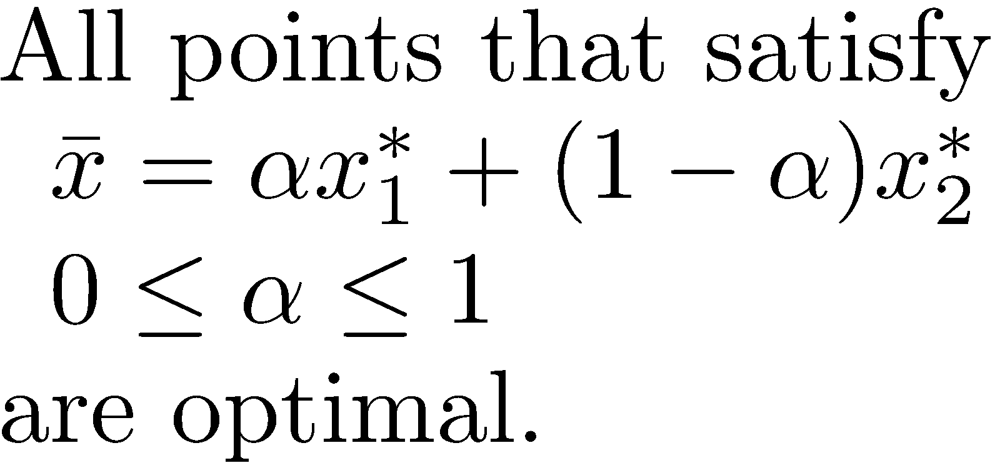 All points that satisfy
x̄ = αx₁* + (1 − α)x₂*
0 ≤ α ≤ 1
are optimal.